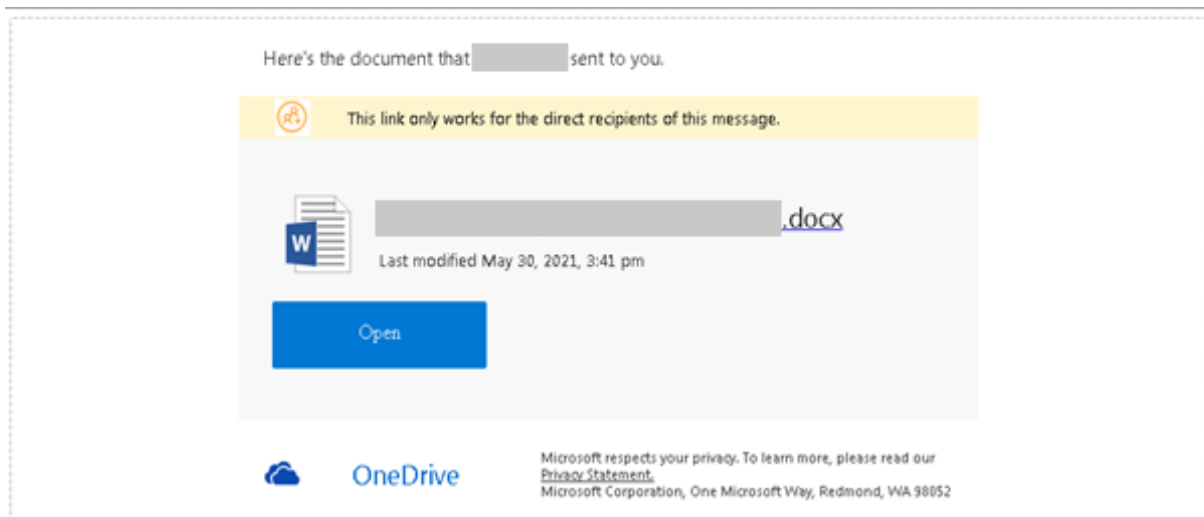 Here's the document that sent to you.
This link only works for the direct recipients of this message.
W
.docx
Last modified May 30, 2021, 3:41 pm
Open
OneDrive
Microsoft respects your privacy. To learn more, please read our
Privacy Statement.
Microsoft Corporation, One Microsoft Way, Redmond, WA 98052